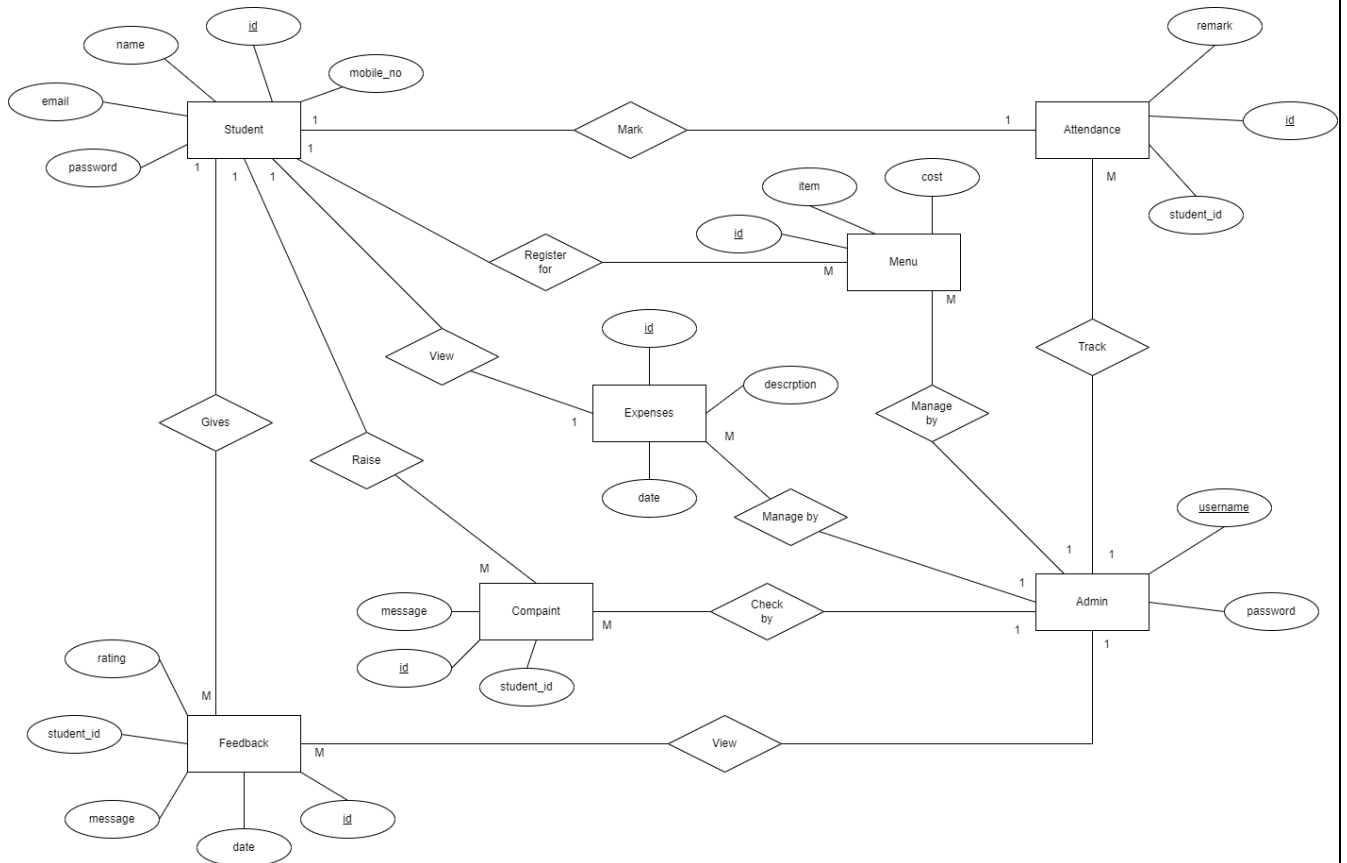 id
remark
name
mobile_no
email
id
1
Student
Mark
1
Attendance
1
password
1
1
1
cost
M
item
student_id
id
Register
for
Menu
M
M
id
View
Track
descrption
Manage
by
Expenses
1
Gives
M
Raise
date
username
Manage by
1
1
M
1
Admin
message
Compaint
Check
by
password
M
1
1
rating
id
student_id
M
student_id
Feedback
View
M
message
id
date